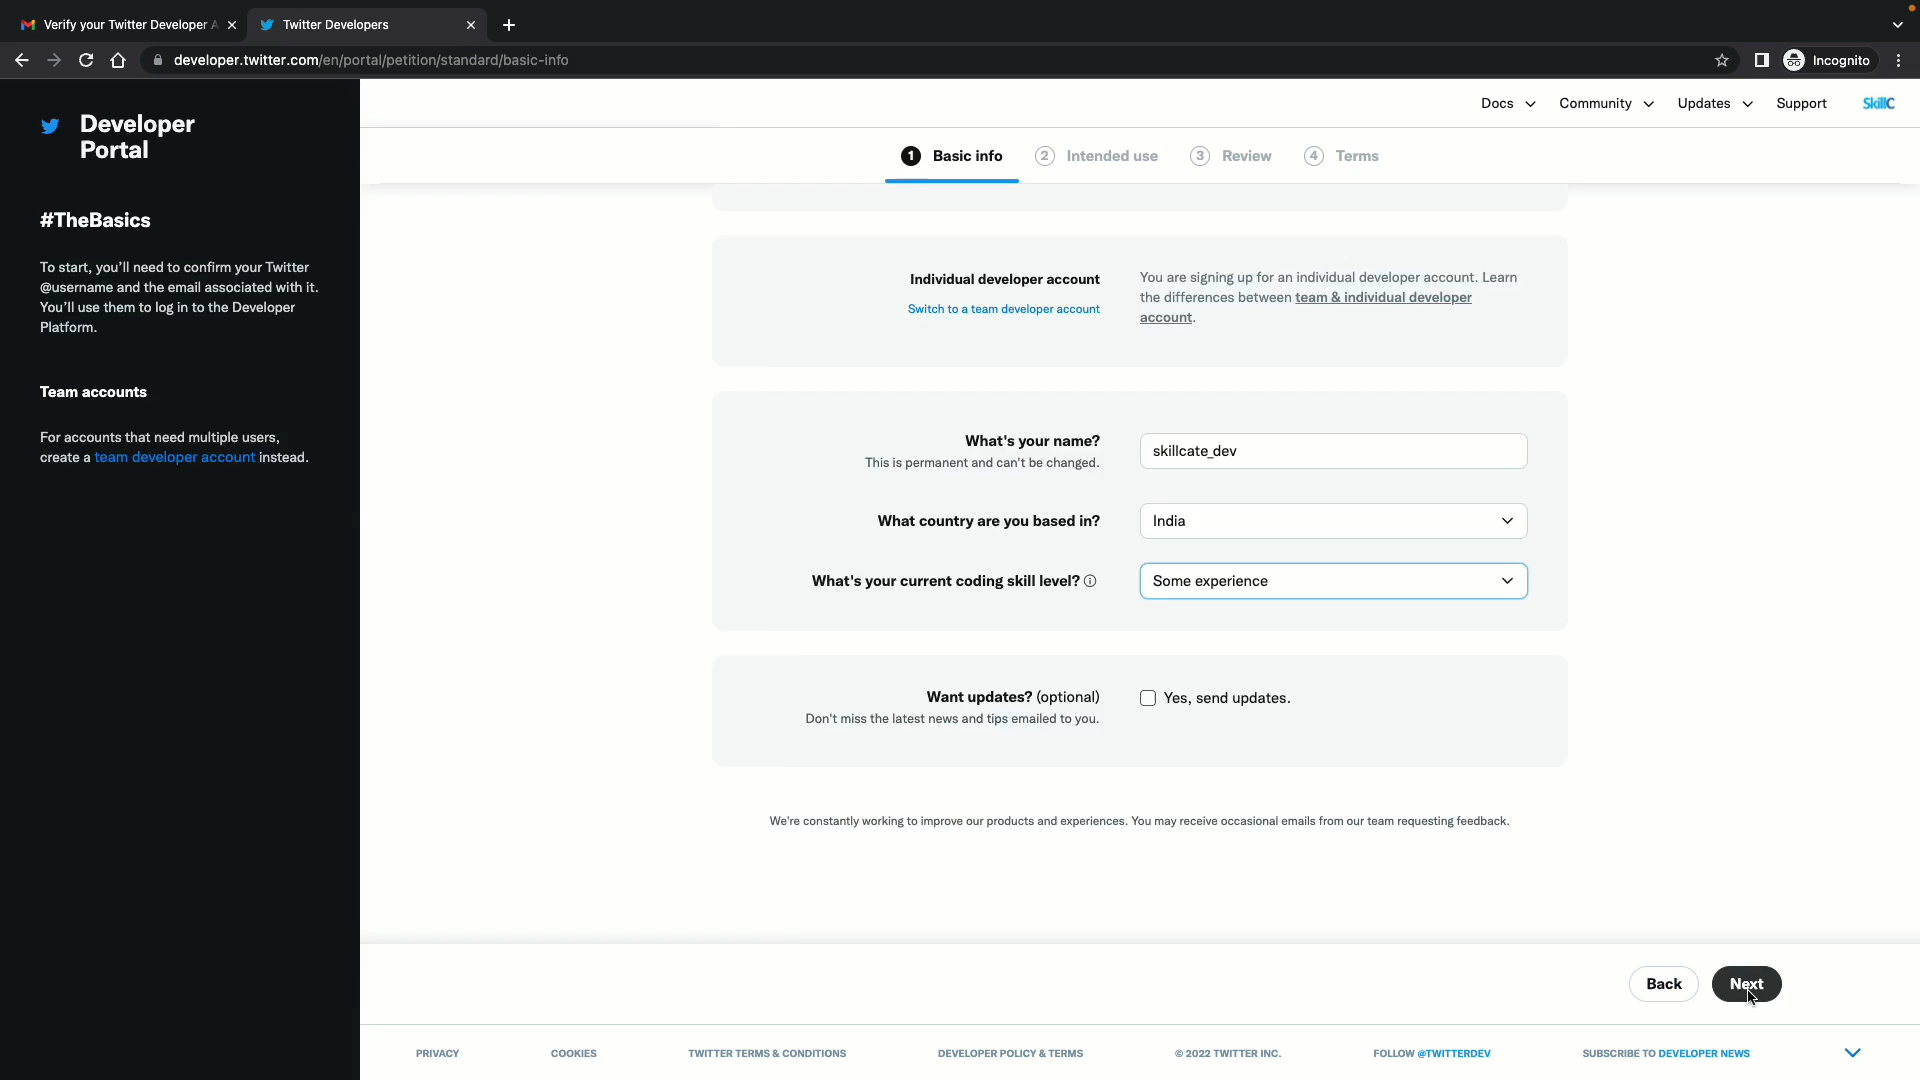 Verify your Twitter Developer A
Twitter Developers
developer.twitter.com/en/portal/petition/standard/basic-info
Incognito
Developer
Portal
#TheBasics
To start, you'll need to confirm your Twitter
@username and the email associated with it.
You'll use them to log in to the Developer
Platform.
Team accounts
For accounts that need multiple users,
create a team developer account instead.
Docs
Community
Updates
Support
SkillC
1 Basic info
2 Intended use
3 Review
4 Terms
Individual developer account
Switch to a team developer account
You are signing up for an individual developer account. Learn
the differences between team & individual developer
account.
What's your name?
This is permanent and can't be changed.
skillcate_dev
What country are you based in?
India
What's your current coding skill level?
Some experience
Want updates? (optional)
Don't miss the latest news and tips emailed to you.
Yes, send updates.
We're constantly working to improve our products and experiences. You may receive occasional emails from our team requesting feedback.
Back
Next
PRIVACY
COOKIES
TWITTER TERMS & CONDITIONS
DEVELOPER POLICY & TERMS
© 2022 TWITTER INC.
FOLLOW @TWITTERDEV
SUBSCRIBE TO DEVELOPER NEWS